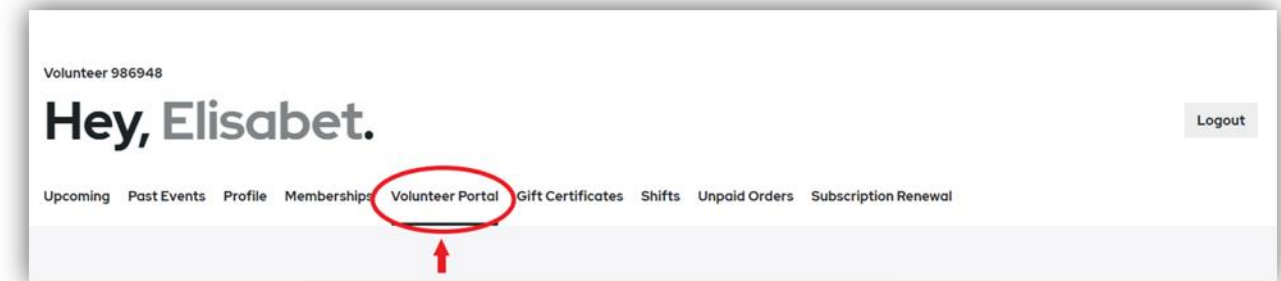 Volunteer 986948
Hey, Elisabet.
Logout
Upcoming Past Events Profile Memberships Volunteer Portal Gift Certificates Shifts Unpaid Orders Subscription Renewal